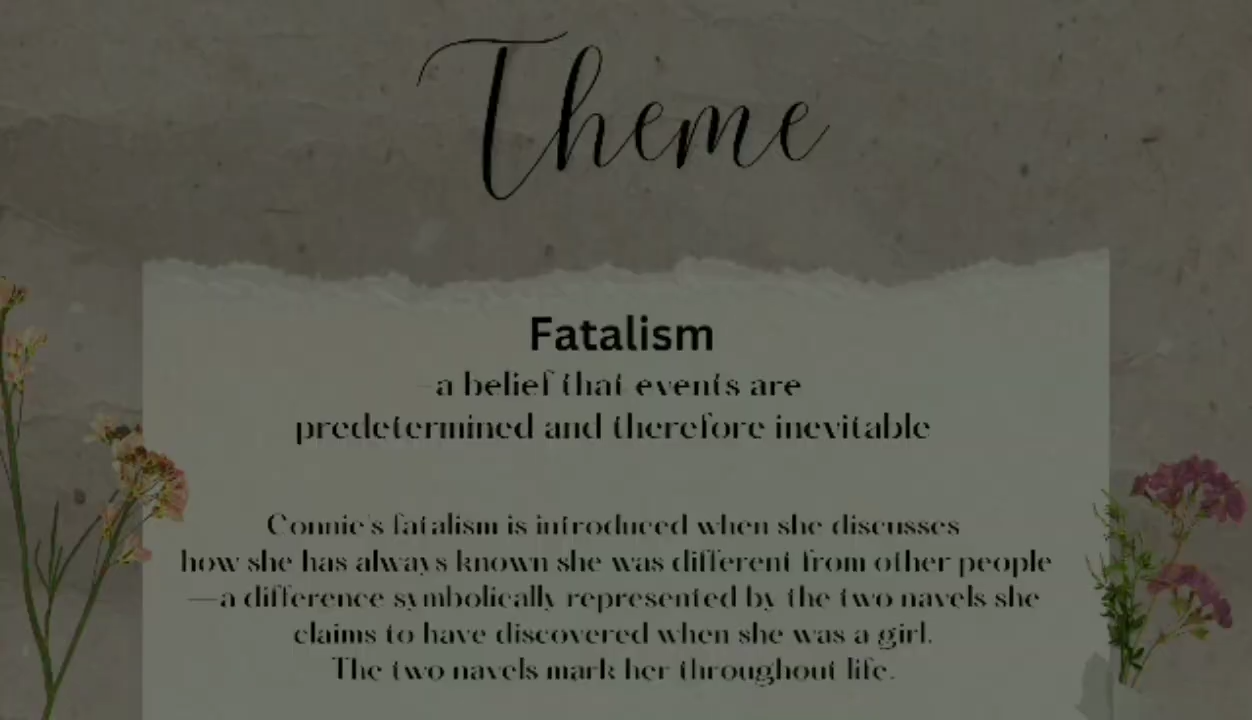 Theme
Fatalism
-a belief that events are
predetermined and therefore inevitable
Connie's fatalism is introduced when she discusses
how she has always known she was different from other people
—a difference symbolically represented by the two navels she
claims to have discovered when she was a girl.
The two navels mark her throughout life.